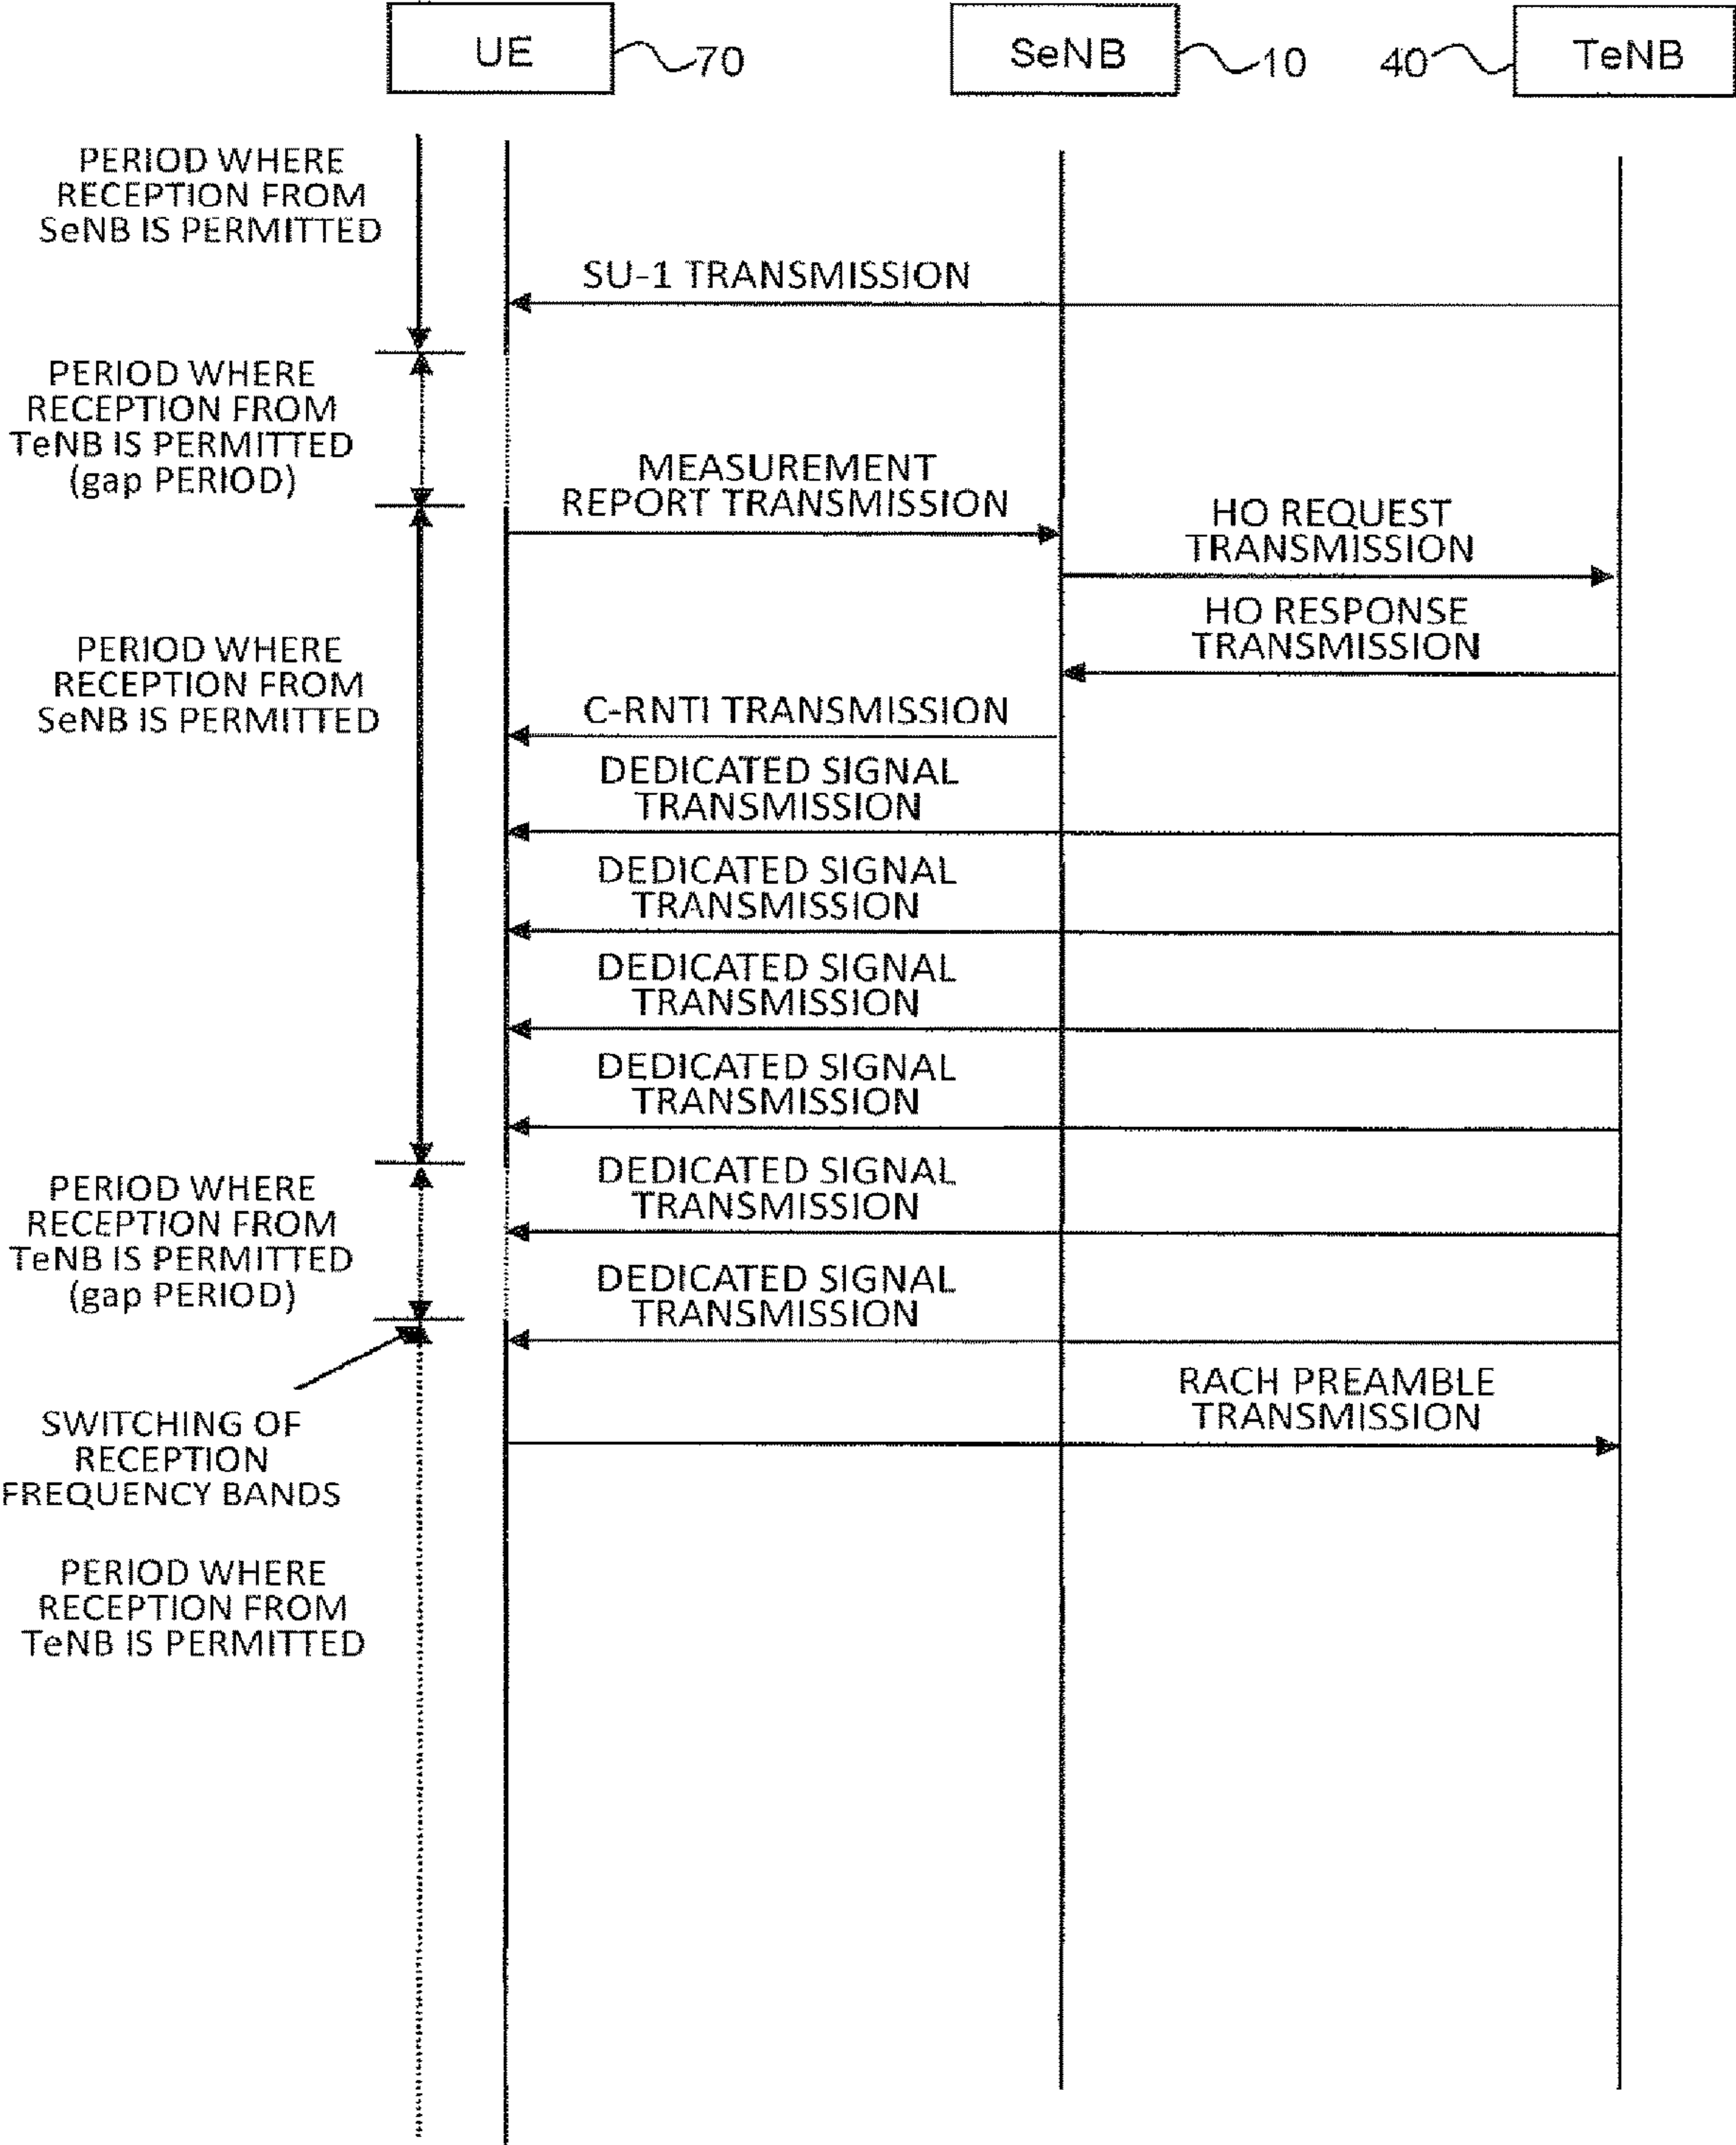 UE
70
SeNB
10
40
TeNB
PERIOD WHERE
RECEPTION FROM
SeNB IS PERMITTED
SU-1 TRANSMISSION
PERIOD WHERE
RECEPTION FROM
TeNB IS PERMITTED
(gap PERIOD)
MEASUREMENT
REPORT TRANSMISSION
HO REQUEST
TRANSMISSION
HO RESPONSE
TRANSMISSION
PERIOD WHERE
RECEPTION FROM
SeNB IS PERMITTED
C-RNTI TRANSMISSION
DEDICATED SIGNAL
TRANSMISSION
DEDICATED SIGNAL
TRANSMISSION
DEDICATED SIGNAL
TRANSMISSION
DEDICATED SIGNAL
TRANSMISSION
DEDICATED SIGNAL
TRANSMISSION
PERIOD WHERE
RECEPTION FROM
TeNB IS PERMITTED
(gap PERIOD)
DEDICATED SIGNAL
TRANSMISSION
RACH PREAMBLE
TRANSMISSION
SWITCHING OF
RECEPTION
FREQUENCY BANDS
PERIOD WHERE
RECEPTION FROM
TeNB IS PERMITTED